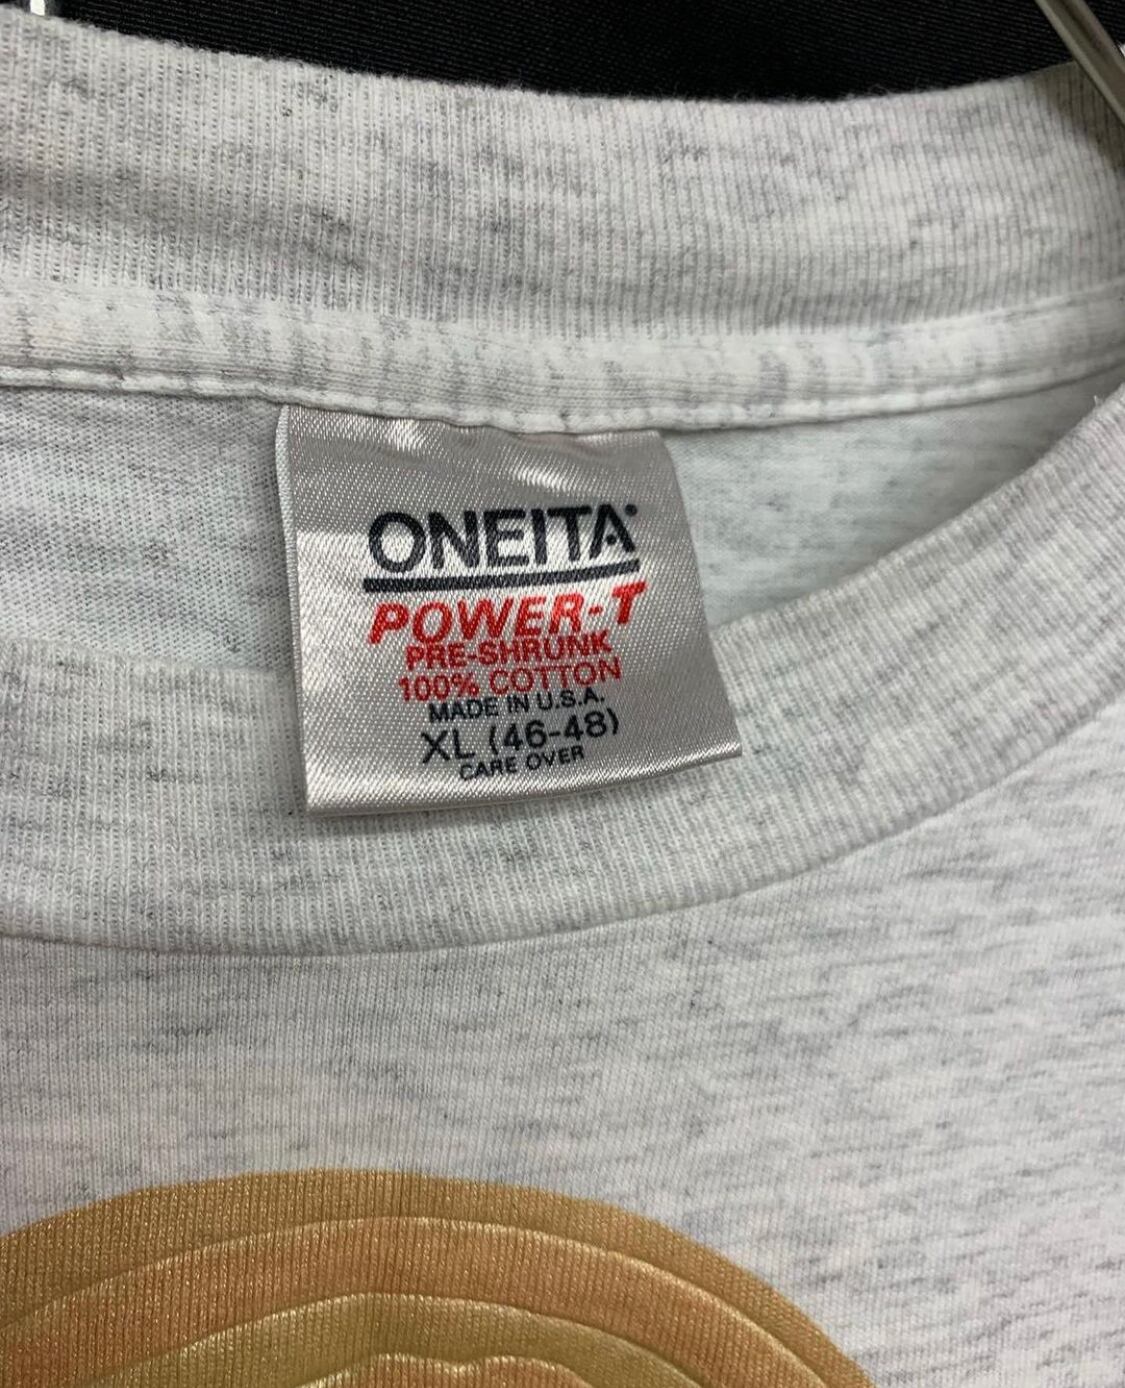 ONEITA®
POWER-T
PRE-SHRUNK
100% COTTON
MADE IN U.S.A.
XL (46-48)
CARE OVER